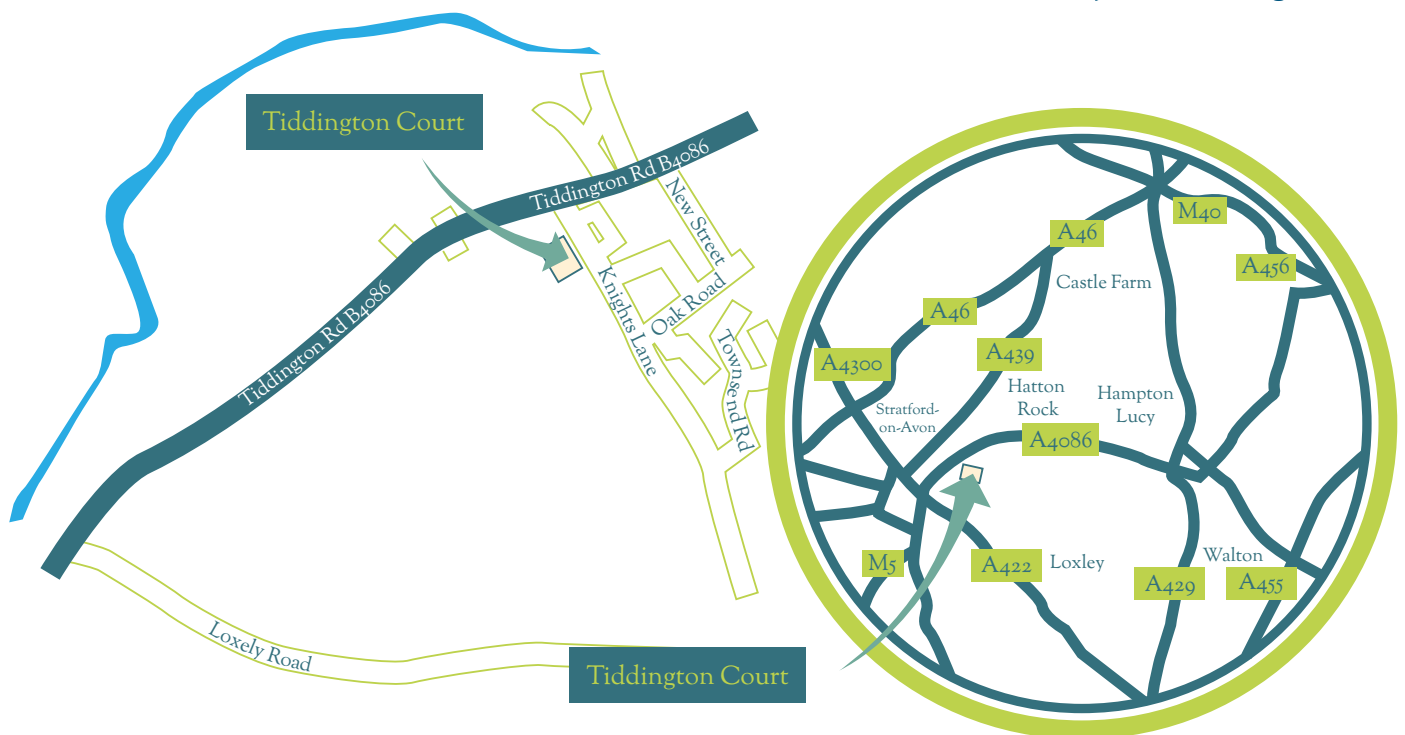 Tiddington Court
Tiddington Rd B4086
Tiddington Rd B4086
New Street
Knights Lane
Oak Road
Townsend Rd
Loxely Road
Tiddington Court
M40
A46
A456
Castle Farm
A46
A439
A4300
Hatton
Rock
Hampton
Lucy
Stratford-
on-Avon
A4086
M5
A422
Loxley
Walton
A429
A455